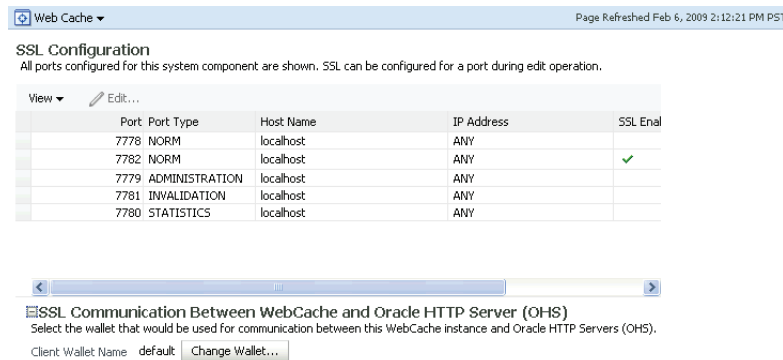 Web Cache
Page Refreshed Feb 6, 2009 2:12:21 PM PST
SSL Configuration
All ports configured for this system component are shown. SSL can be configured for a port during edit operation.
View Edit...
Port Port Type Host Name IP Address SSL Enal
7778 NORM localhost ANY
7782 NORM localhost ANY
7779 ADMINISTRATION localhost ANY
7781 INVALIDATION localhost ANY
7780 STATISTICS localhost ANY
SSL Communication Between WebCache and Oracle HTTP Server (OHS)
Select the wallet that would be used for communication between this WebCache instance and Oracle HTTP Servers (OHS).
Client Wallet Name default Change Wallet...